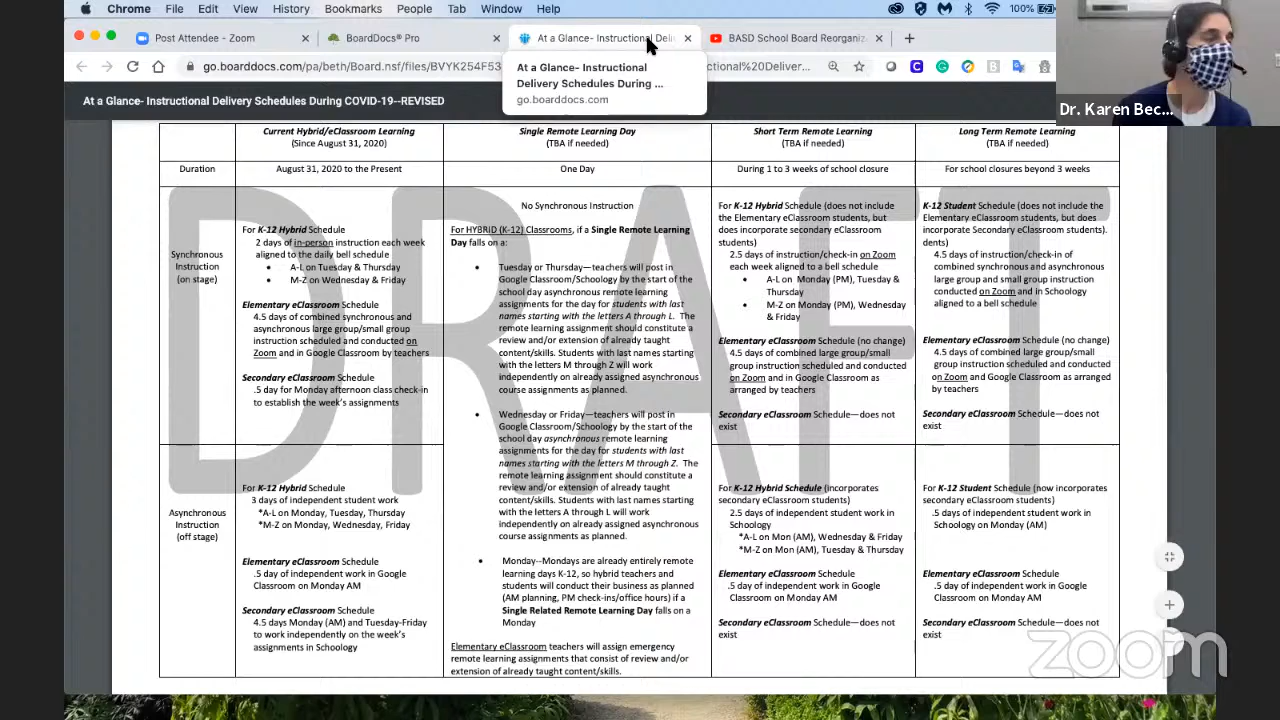 Chrome File Edit View History Bookmarks People Tab Window Help 100%
Post Attendee - Zoom
BoardDocs® Pro
At a Glance- Instructional Deli
BASD School Board Reorganiz
go.boarddocs.com/pa/beth/Board.nsf/files/BVYK254F53
ctional%20Deliver...
At a Glance- Instructional
Delivery Schedules During ...
go.boarddocs.com
At a Glance- Instructional Delivery Schedules During COVID-19--REVISED
Dr. Karen Bec...
Current Hybrid/eClassroom Learning
(Since August 31, 2020)
Single Remote Learning Day
(TBA if needed)
Short Term Remote Learning
(TBA if needed)
Long Term Remote Learning
(TBA if needed)
Duration
August 31, 2020 to the Present
One Day
During 1 to 3 weeks of school closure
For school closures beyond 3 weeks
DRAFT
Synchronous
Instruction
(on stage)
For K-12 Hybrid Schedule
2 days of in-person instruction each week
aligned to the daily bell schedule
• A-L on Tuesday & Thursday
• M-Z on Wednesday & Friday
Elementary eClassroom Schedule
4.5 days of combined synchronous and
asynchronous large group/small group
instruction scheduled and conducted on
Zoom and in Google Classroom by teachers
Secondary eClassroom Schedule
.5 day for Monday afternoon class check-in
to establish the week's assignments
No Synchronous Instruction
For HYBRID (K-12) Classrooms, if a Single Remote Learning
Day falls on a:
• Tuesday or Thursday—teachers will post in
Google Classroom/Schoology by the start of the
school day asynchronous remote learning
assignments for the day for students with last
names starting with the letters A through L. The
remote learning assignment should constitute a
review and/or extension of already taught
content/skills. Students with last names starting
with the letters M through Z will work
independently on already assigned asynchronous
course assignments as planned.
• Wednesday or Friday—teachers will post in
Google Classroom/Schoology by the start of the
school day asynchronous remote learning
assignments for the day for students with last
names starting with the letters M through Z. The
remote learning assignment should constitute a
review and/or extension of already taught
content/skills. Students with last names starting
with the letters A through L will work
independently on already assigned asynchronous
course assignments as planned.
• Monday--Mondays are already entirely remote
learning days K-12, so hybrid teachers and
students will conduct their business as planned
(AM planning, PM check-ins/office hours) if a
Single Related Remote Learning Day falls on a
Monday
Elementary eClassroom teachers will assign emergency
remote learning assignments that consist of review and/or
extension of already taught content/skills.
For K-12 Hybrid Schedule (does not include
the Elementary eClassroom students, but
does incorporate secondary eClassroom
students)
2.5 days of instruction/check-in on Zoom
each week aligned to a bell schedule
• A-L on Monday (PM), Tuesday &
Thursday
• M-Z on Monday (PM), Wednesday
& Friday
Elementary eClassroom Schedule (no change)
4.5 days of combined large group/small
group instruction scheduled and conducted
on Zoom and in Google Classroom as
arranged by teachers
Secondary eClassroom Schedule—does not
exist
K-12 Student Schedule (does not include the
Elementary eClassroom students, but does
incorporate Secondary eClassroom students).
dents)
4.5 days of instruction/check-in of
combined synchronous and asynchronous
large group and small group instruction
conducted on Zoom and in Schoology
aligned to a bell schedule
Elementary eClassroom Schedule (no change)
4.5 days of combined large group/small
group instruction scheduled and conducted
on Zoom and Google Classroom as arranged
by teachers
Secondary eClassroom Schedule—does not
exist
Asynchronous
Instruction
(off stage)
For K-12 Hybrid Schedule
3 days of independent student work
*A-L on Monday, Tuesday, Thursday
*M-Z on Monday, Wednesday, Friday
Elementary eClassroom
.5 day of independent work in Google
Classroom on Monday AM
Secondary eClassroom Schedule
4.5 days Monday (AM) and Tuesday-Friday
to work independently on the week's
assignments in Schoology
For K-12 Hybrid Schedule (incorporates
secondary eClassroom students)
2.5 days of independent student work in
Schoology
*A-L on Mon (AM), Wednesday & Friday
*M-Z on Mon (AM), Tuesday & Thursday
Elementary eClassroom Schedule
.5 day of independent work in Google
Classroom on Monday AM
Secondary eClassroom Schedule—does not
exist
For K-12 Student Schedule (now incorporates
secondary eClassroom students)
.5 day of independent student work in
Schoology on Monday (AM)
Elementary eClassroom Schedule
.5 day of independent work in Google
Classroom on Monday AM
Secondary eClassroom Schedule—does not
exist
zoom